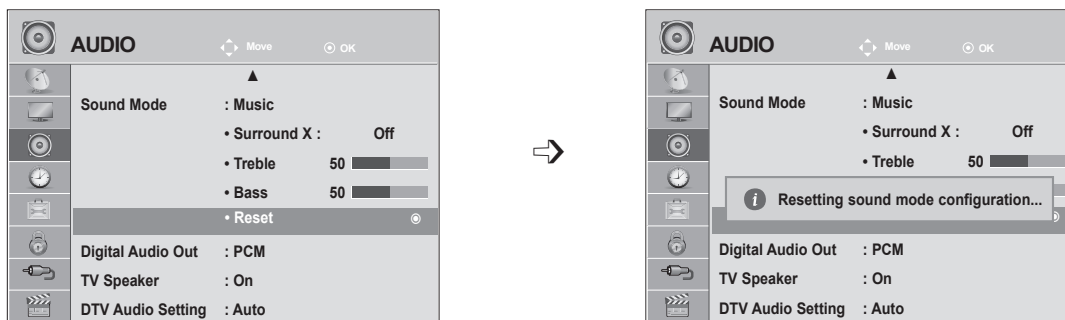 AUDIO Move OK
Sound Mode : Music
• Surround X : Off
• Treble 50
• Bass 50
• Reset
Digital Audio Out : PCM
TV Speaker : On
DTV Audio Setting : Auto
AUDIO Move OK
Sound Mode : Music
• Surround X : Off
• Treble 50
i Resetting sound mode configuration...
Digital Audio Out : PCM
TV Speaker : On
DTV Audio Setting : Auto